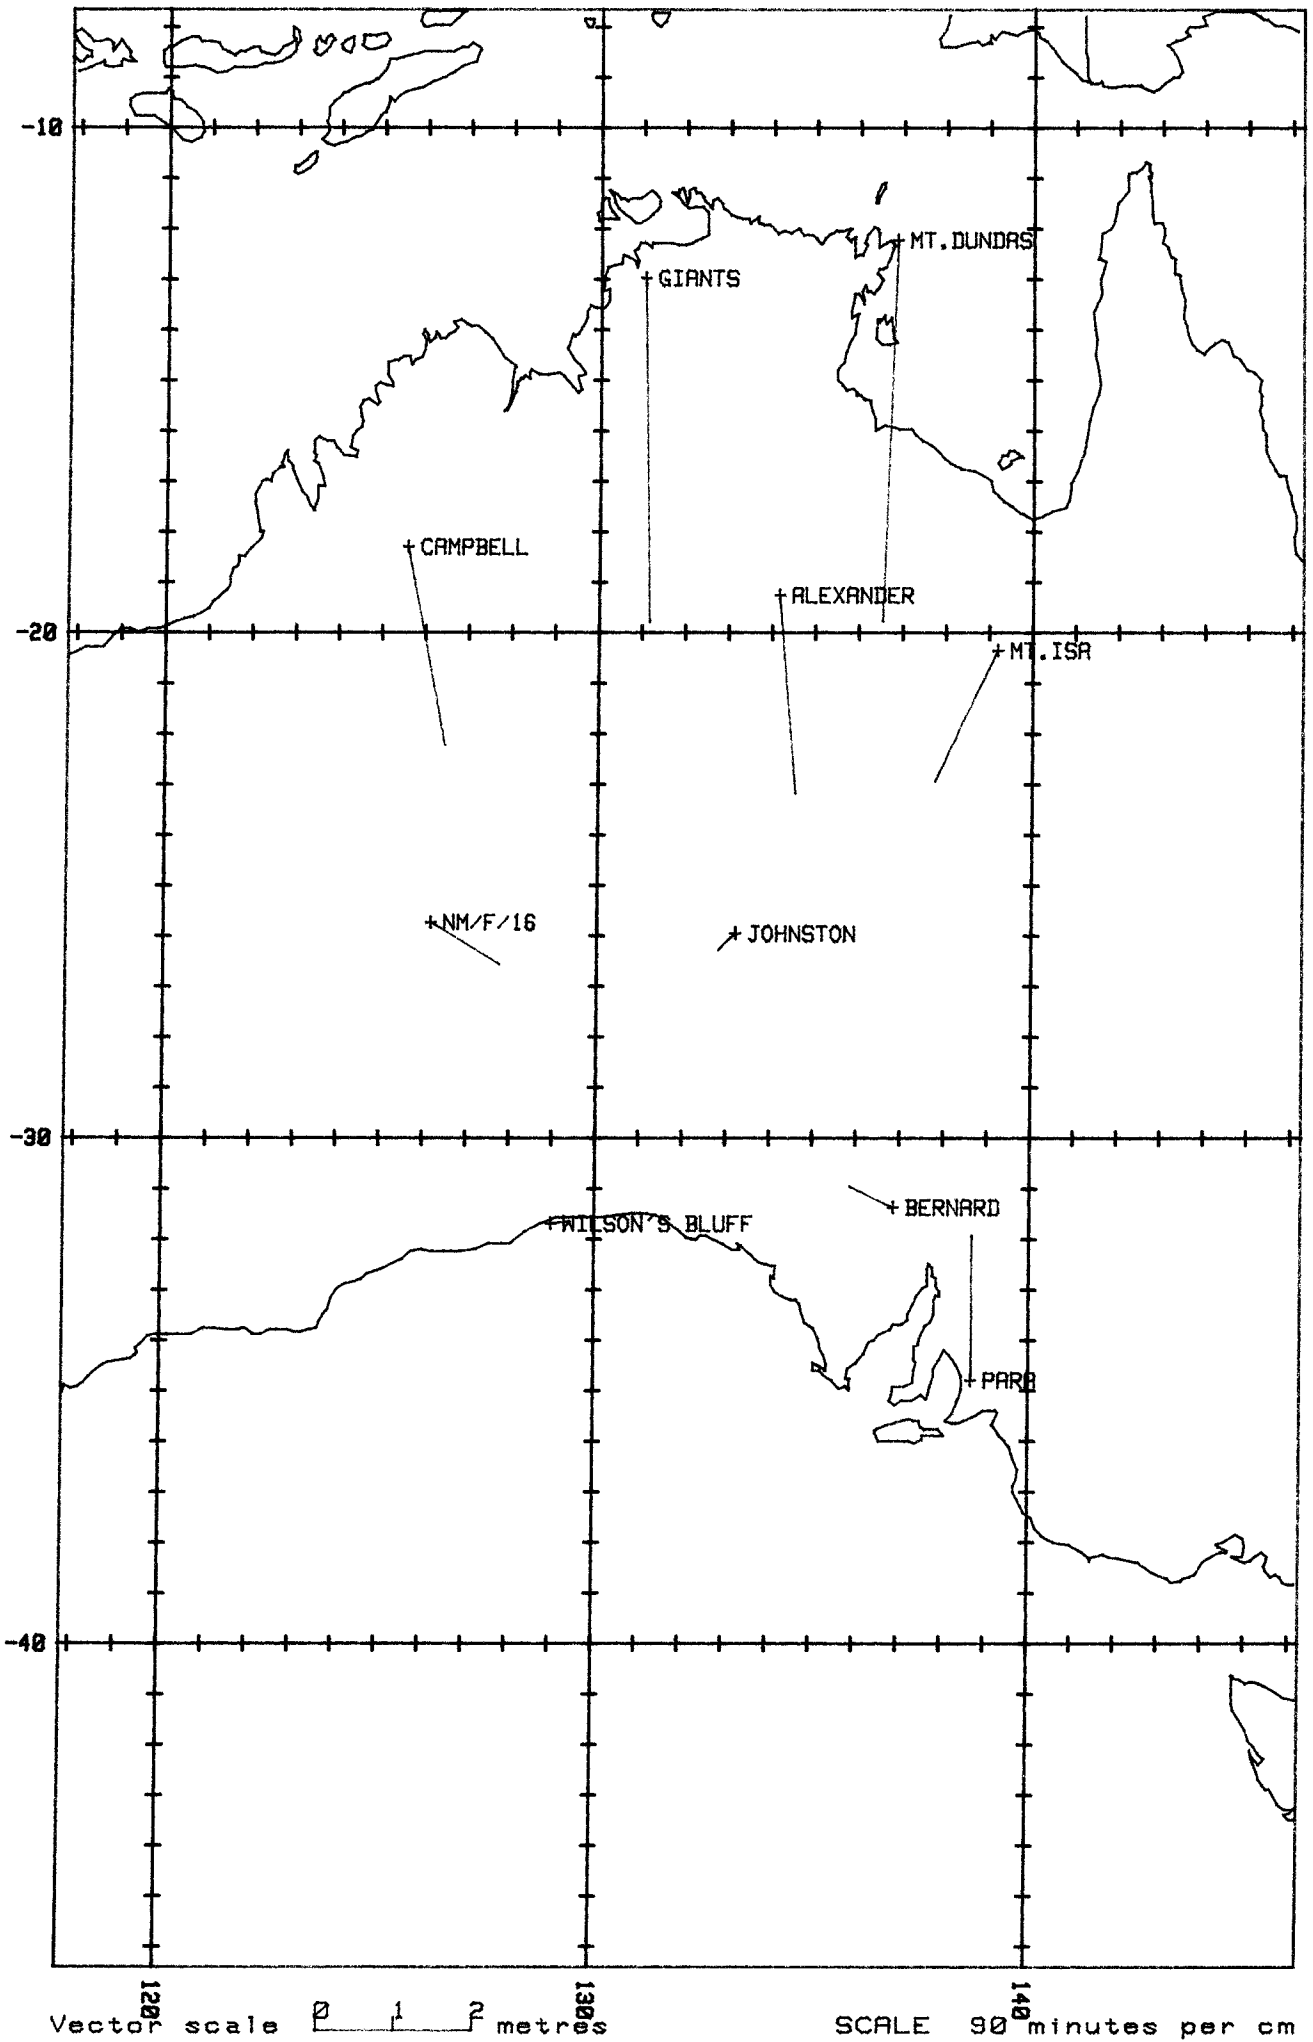 -10
MT.DUNDAS
GIANTS
CAMPBELL
ALEXANDER
-20
MT.ISA
NM/F/16
JOHNSTON
-30
BERNARD
WILSON'S BLUFF
PARA
-40
120
130
140
Vector scale 0 1 2 metres
SCALE 90 minutes per cm